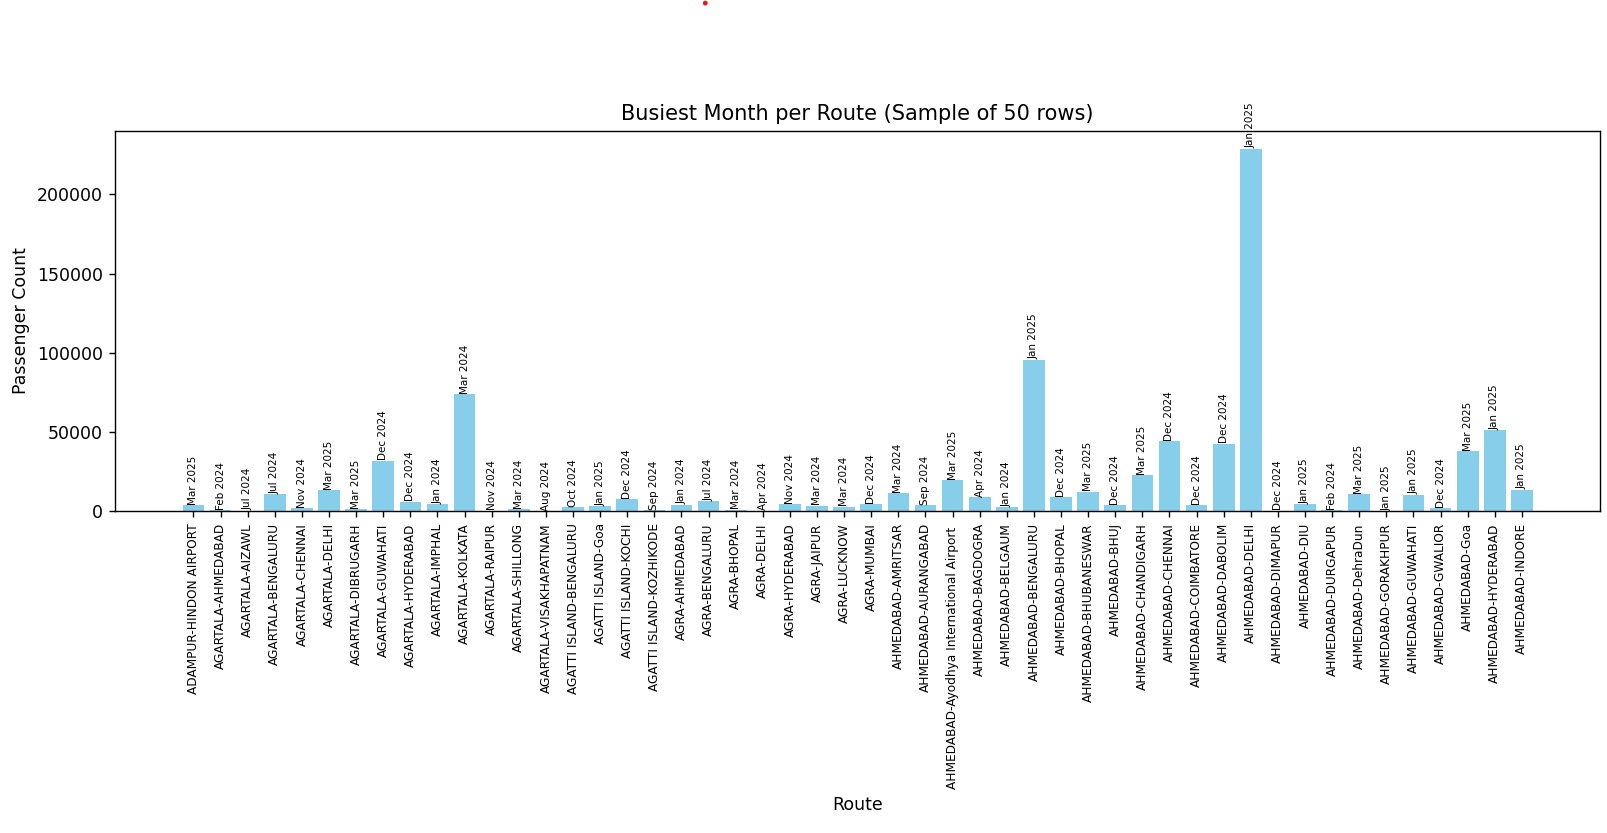 Busiest Month per Route (Sample of 50 rows)
Passenger Count
200000
150000
100000
50000
0
Mar 2025
Feb 2024
Jul 2024
Jul 2024
Nov 2024
Mar 2025
Mar 2025
Dec 2024
Dec 2024
Jan 2024
Mar 2024
Nov 2024
Mar 2024
Aug 2024
Oct 2024
Jan 2025
Dec 2024
Sep 2024
Jan 2024
Jul 2024
Mar 2024
Apr 2024
Nov 2024
Mar 2024
Mar 2024
Dec 2024
Mar 2024
Sep 2024
Mar 2025
Apr 2024
Jan 2024
Jan 2025
Dec 2024
Mar 2025
Dec 2024
Mar 2025
Dec 2024
Dec 2024
Dec 2024
Jan 2025
Dec 2024
Jan 2025
Feb 2024
Mar 2025
Jan 2025
Jan 2025
Dec 2024
Mar 2025
Jan 2025
Jan 2025
ADAMPUR-HINDON AIRPORT
AGARTALA-AHMEDABAD
AGARTALA-AIZAWL
AGARTALA-BENGALURU
AGARTALA-CHENNAI
AGARTALA-DELHI
AGARTALA-DIBRUGARH
AGARTALA-GUWAHATI
AGARTALA-HYDERABAD
AGARTALA-IMPHAL
AGARTALA-KOLKATA
AGARTALA-RAIPUR
AGARTALA-SHILLONG
AGARTALA-VISAKHAPATNAM
AGATTI ISLAND-BENGALURU
AGATTI ISLAND-Goa
AGATTI ISLAND-KOCHI
AGATTI ISLAND-KOZHIKODE
AGRA-AHMEDABAD
AGRA-BENGALURU
AGRA-BHOPAL
AGRA-DELHI
AGRA-HYDERABAD
AGRA-JAIPUR
AGRA-LUCKNOW
AGRA-MUMBAI
AHMEDABAD-AMRITSAR
AHMEDABAD-AURANGABAD
AHMEDABAD-Ayodhya International Airport
AHMEDABAD-BAGDOGRA
AHMEDABAD-BELGAUM
AHMEDABAD-BENGALURU
AHMEDABAD-BHOPAL
AHMEDABAD-BHUBANESWAR
AHMEDABAD-BHUJ
AHMEDABAD-CHANDIGARH
AHMEDABAD-CHENNAI
AHMEDABAD-COIMBATORE
AHMEDABAD-DABOLIM
AHMEDABAD-DELHI
AHMEDABAD-DIMAPUR
AHMEDABAD-DIU
AHMEDABAD-DURGAPUR
AHMEDABAD-DehraDun
AHMEDABAD-GORAKHPUR
AHMEDABAD-GUWAHATI
AHMEDABAD-GWALIOR
AHMEDABAD-Goa
AHMEDABAD-HYDERABAD
AHMEDABAD-INDORE
Route